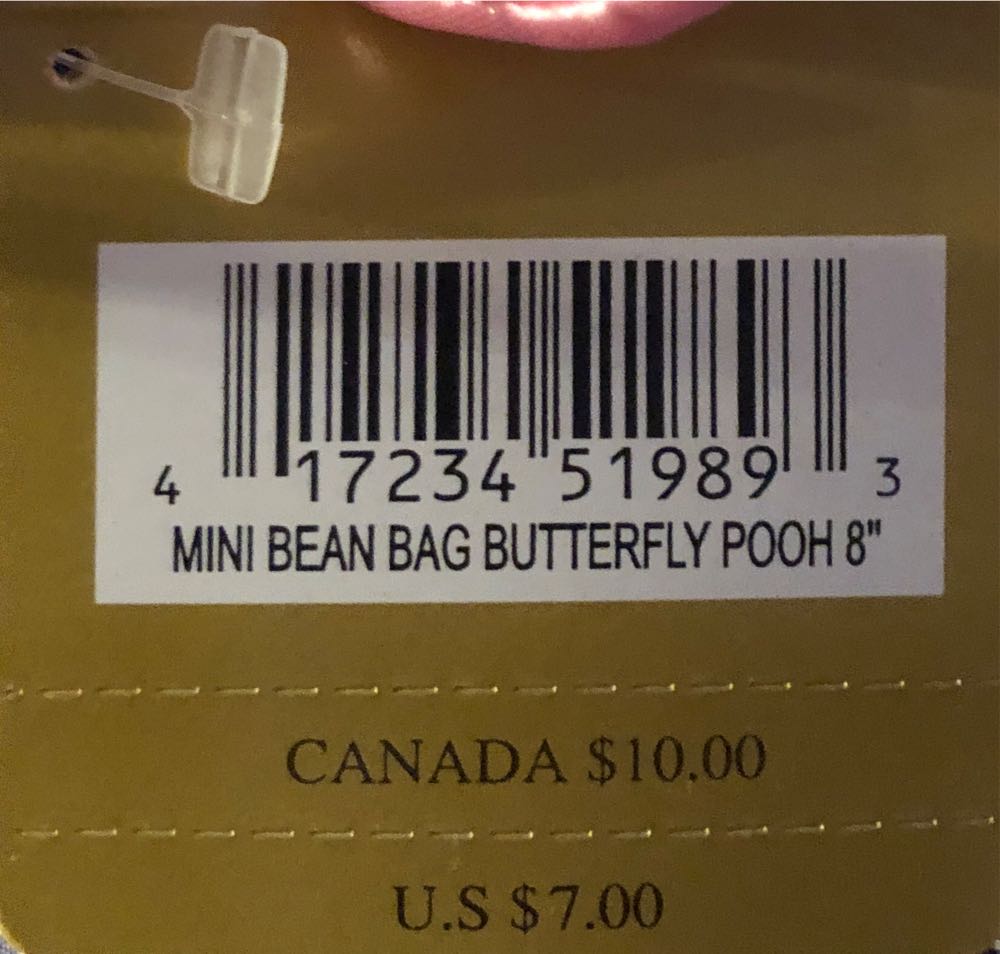 4 17234 51989 3
MINI BEAN BAG BUTTERFLY POOH 8"
CANADA $10.00
U.S $7.00